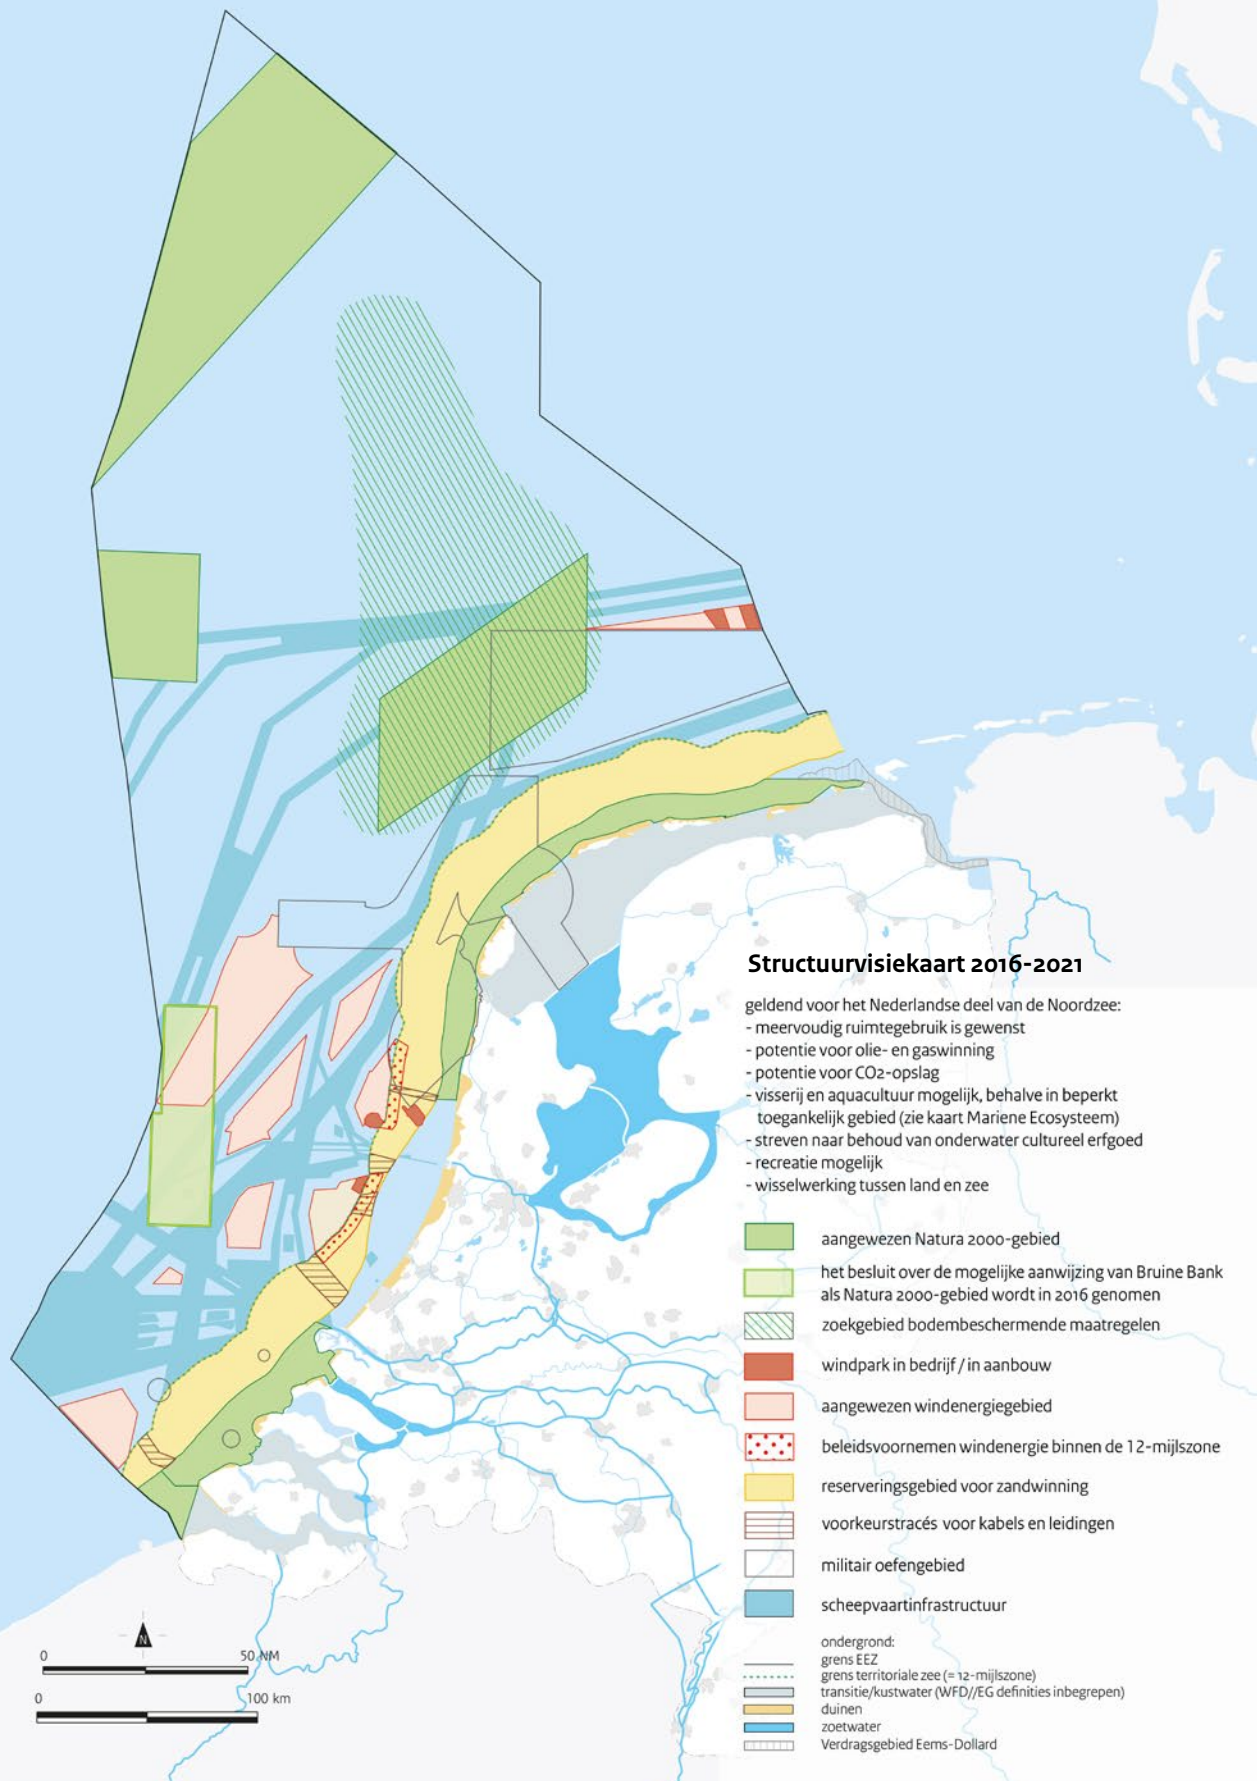 Structuurvisiekaart 2016-2021
geldend voor het Nederlandse deel van de Noordzee:
- meervoudig ruimtegebruik is gewenst
- potentie voor olie- en gaswinning
- potentie voor CO2-opslag
- visserij en aquacultuur mogelijk, behalve in beperkt
toegankelijk gebied (zie kaart Mariene Ecosysteem)
- streven naar behoud van onderwater cultureel erfgoed
- recreatie mogelijk
- wisselwerking tussen land en zee
aangewezen Natura 2000-gebied
het besluit over de mogelijke aanwijzing van Bruine Bank
als Natura 2000-gebied wordt in 2016 genomen
zoekgebied bodembeschermende maatregelen
windpark in bedrijf / in aanbouw
aangewezen windenergiegebied
beleidsvoornemen windenergie binnen de 12-mijlszone
reserveringsgebied voor zandwinning
voorkeurstracés voor kabels en leidingen
militair oefengebied
scheepvaartinfrastructuur
ondergrond:
grens EEZ
grens territoriale zee (= 12-mijlszone)
transitie/kustwater (WFD//EG definities inbegrepen)
duinen
zoetwater
Verdragsgebied Eems-Dollard
N
0 50 NM
0 100 km